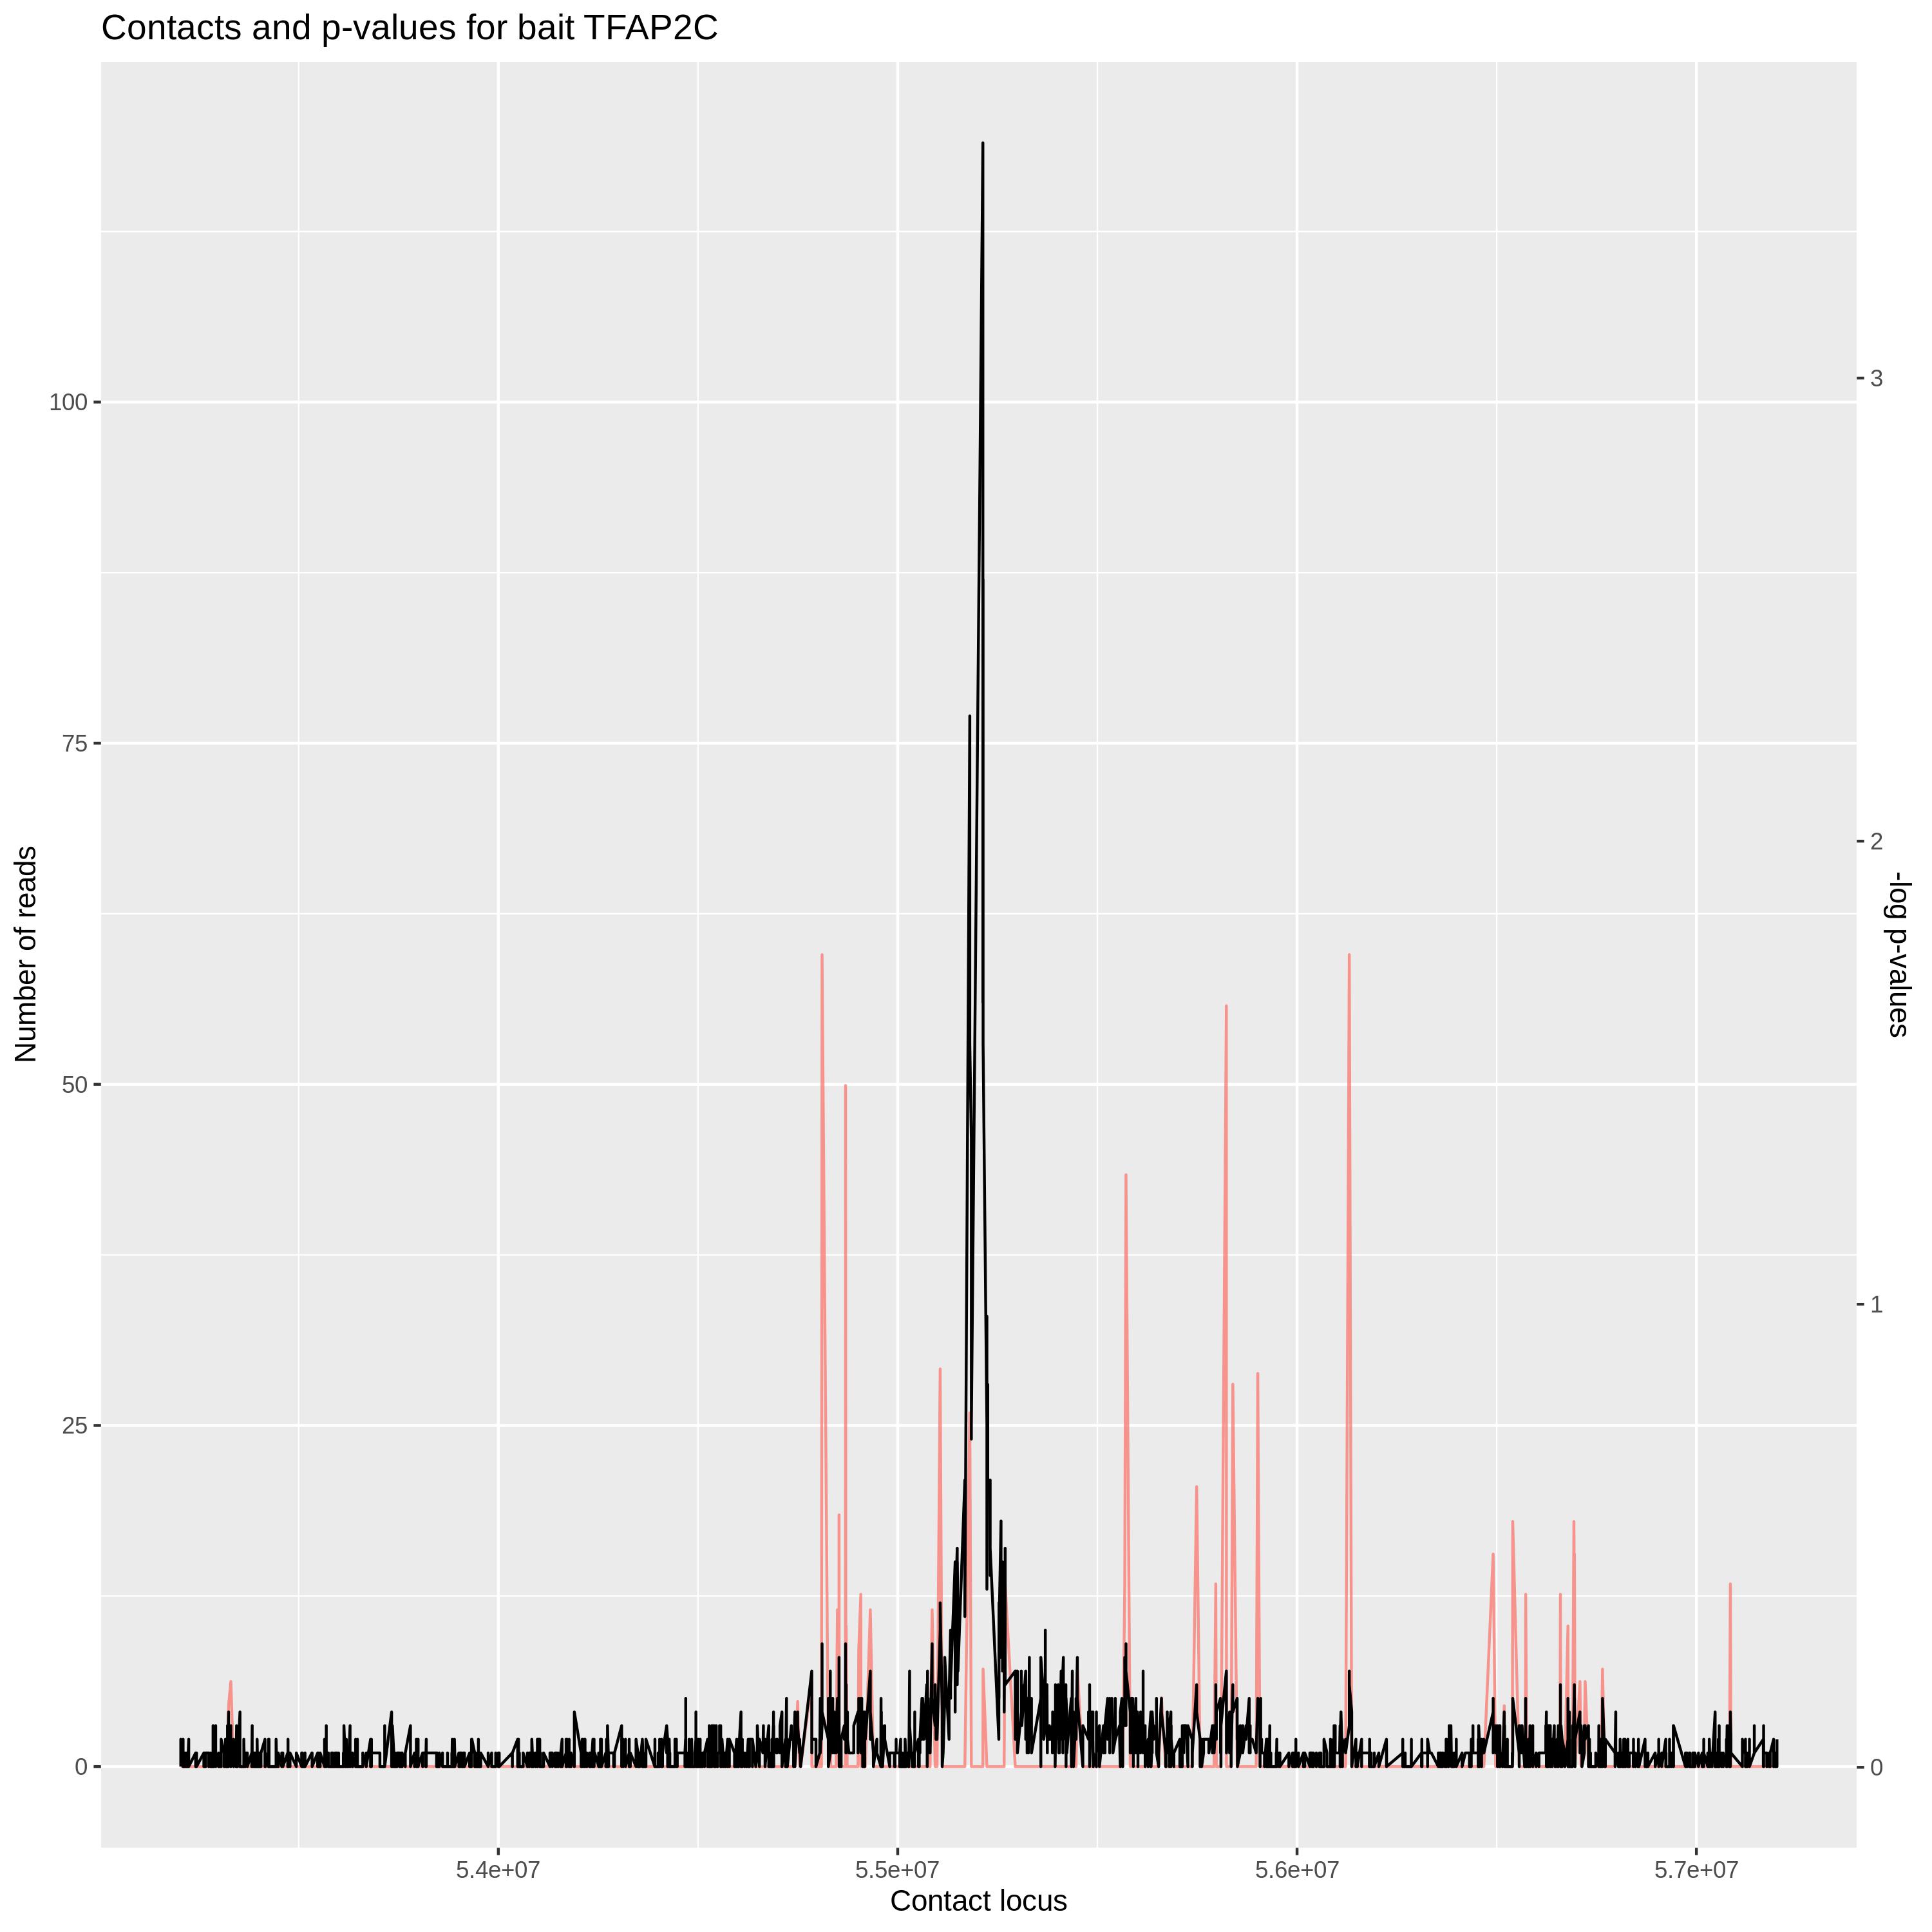 Contacts and p-values for bait TFAP2C
Number of reads
100
75
50
25
0
3
2
1
0
-log p-values
5.4e+07 5.5e+07 5.6e+07 5.7e+07
Contact locus